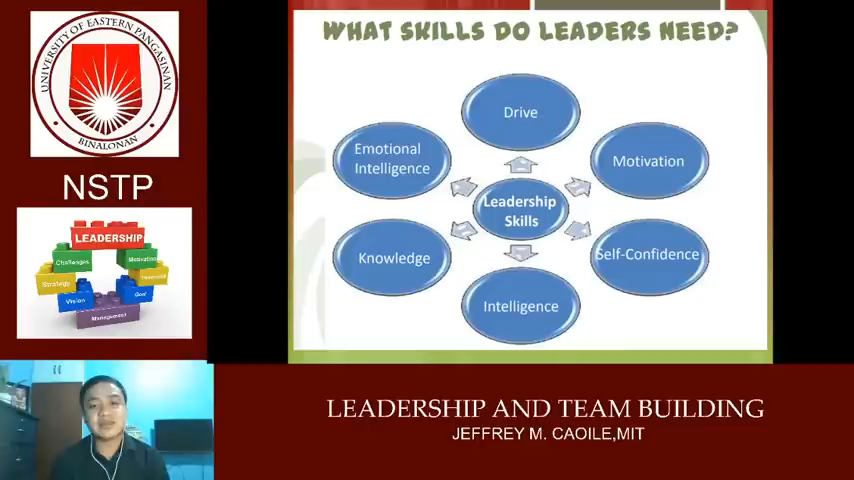 UNIVERSITY OF EASTERN PANGASINAN
BINALONAN
NSTP
LEADERSHIP
Challenges
Motivation
Strategy
Teamwork
Vision
Goal
Management
WHAT SKILLS DO LEADERS NEED?
Drive
Emotional
Intelligence
Motivation
Leadership
Skills
Knowledge
Self-Confidence
Intelligence
LEADERSHIP AND TEAM BUILDING
JEFFREY M. CAOILE,MIT